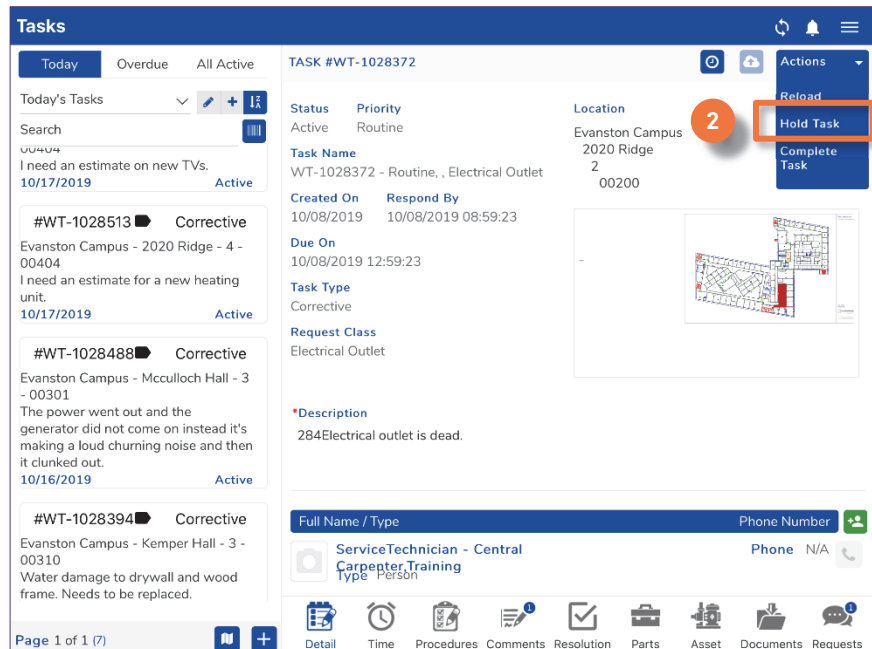 Tasks
Today Overdue All Active
Today's Tasks
Search
00404
I need an estimate on new TVs.
10/17/2019 Active
#WT-1028513 Corrective
Evanston Campus - 2020 Ridge - 4 -
00404
I need an estimate for a new heating
unit.
10/17/2019 Active
#WT-1028488 Corrective
Evanston Campus - Mcculloch Hall - 3
- 00301
The power went out and the
generator did not come on instead it's
making a loud churning noise and then
it clunked out.
10/16/2019 Active
#WT-1028394 Corrective
Evanston Campus - Kemper Hall - 3 -
00310
Water damage to drywall and wood
frame. Needs to be replaced.
Page 1 of 1 (7)
TASK #WT-1028372
Actions
Reload
Hold Task
Complete
Task
2
Status Priority
Active Routine
Task Name
WT-1028372 - Routine, , Electrical Outlet
Created On Respond By
10/08/2019 10/08/2019 08:59:23
Due On
10/08/2019 12:59:23
Task Type
Corrective
Request Class
Electrical Outlet
Location
Evanston Campus
2020 Ridge
2
00200
*Description
284Electrical outlet is dead.
Full Name / Type Phone Number
ServiceTechnician - Central
Carpenter,Training
Type Person
Phone N/A
Detail Time Procedures Comments Resolution Parts Asset Documents Requests